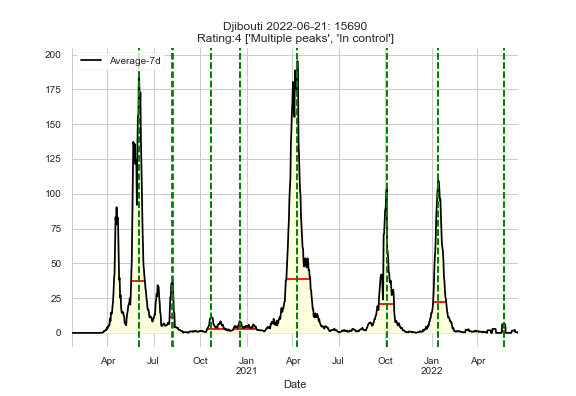 Djibouti 2022-06-21: 15690
Rating:4 ['Multiple peaks', 'In control']
200
Average-7d
175
150
125
100
75
50
25
0
Apr Jul Oct Jan Apr Jul Oct Jan Apr
2021 2022
Date